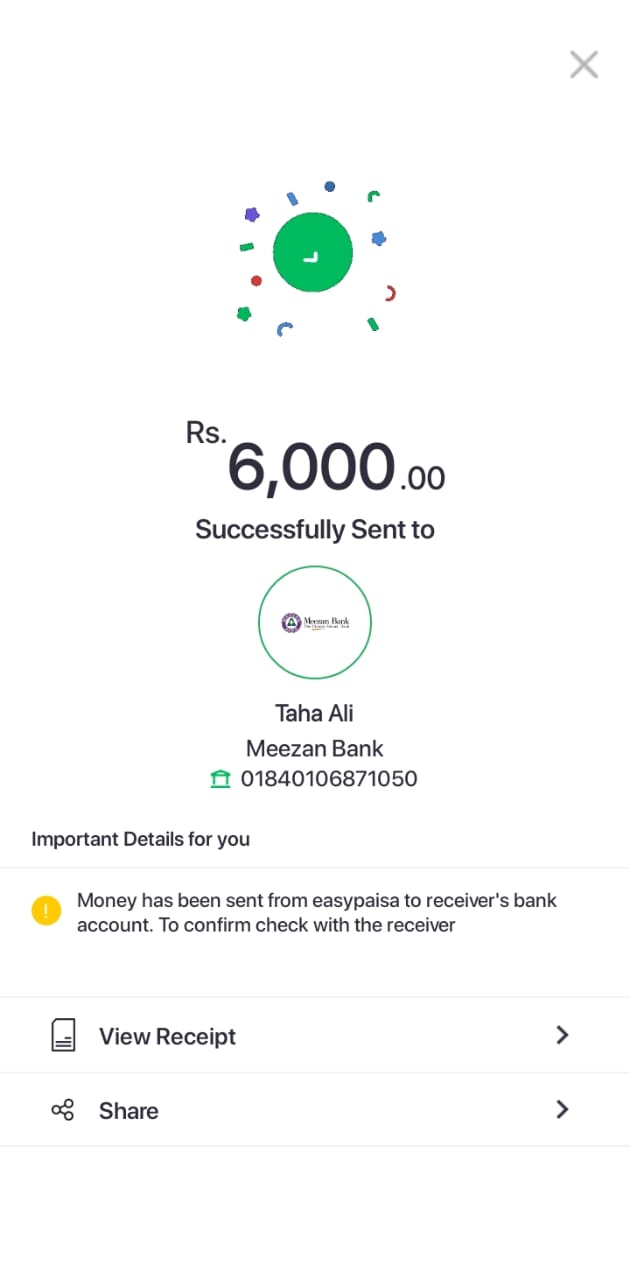 Rs.
6,000.00
Successfully Sent to
Meezan Bank
Taha Ali
Meezan Bank
01840106871050
Important Details for you
Money has been sent from easypaisa to receiver's bank
account. To confirm check with the receiver
View Receipt
Share